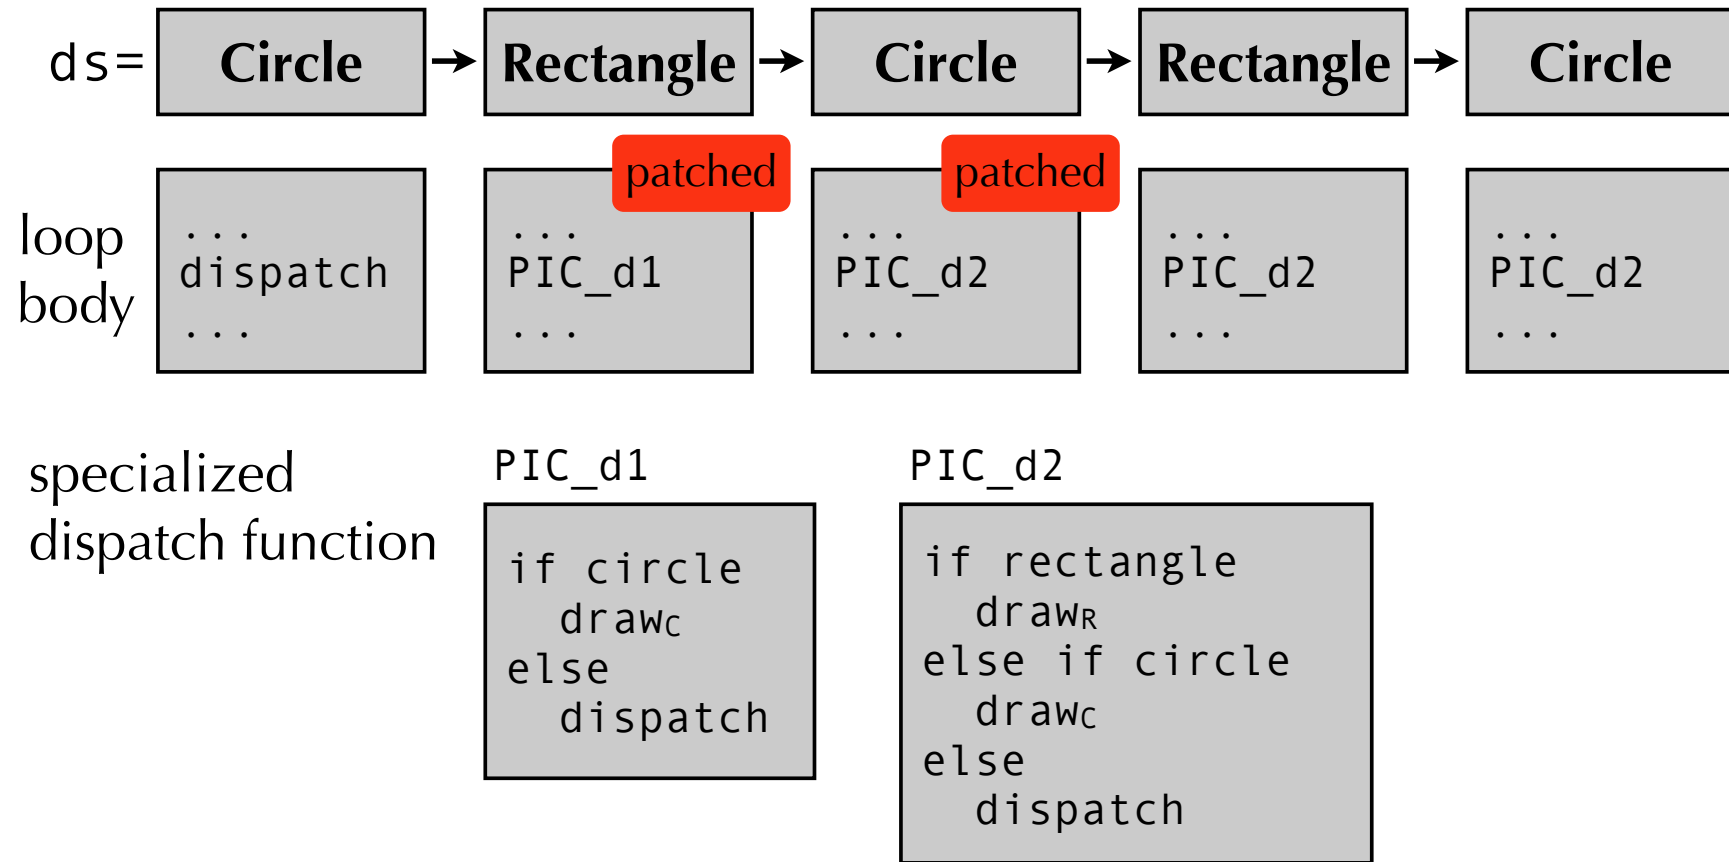 ds= Circle Rectangle Circle Rectangle Circle
patched patched
loop body
...
dispatch
...
...
PIC_d1
...
...
PIC_d2
...
...
PIC_d2
...
...
PIC_d2
...
specialized
dispatch function
PIC_d1
if circle
drawC
else
dispatch
PIC_d2
if rectangle
drawR
else if circle
drawC
else
dispatch